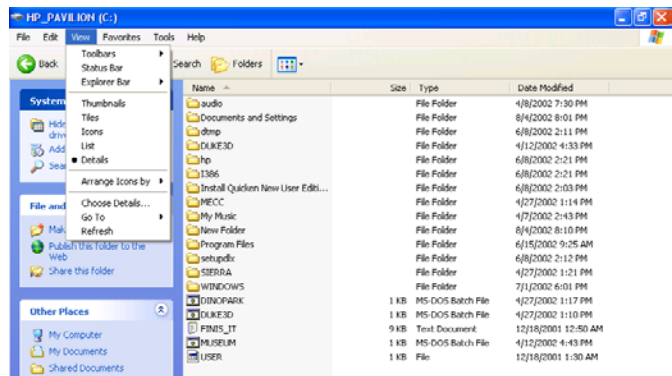 HP_PAVILION (C:)
File Edit View Favorites Tools Help
Back Search Folders
Toolbars
Status Bar
Explorer Bar
Thumbnails
Tiles
Icons
List
Details
Arrange Icons by
Choose Details...
Go To
Refresh
System
Hide
Add
File and
Publish this folder to the
Web
Share this folder
Other Places
My Computer
My Documents
Shared Documents
Name Size Type Date Modified
audio File Folder 4/8/2002 7:30 PM
Documents and Settings File Folder 8/4/2002 8:01 PM
dtmp File Folder 6/8/2002 2:11 PM
DUKE3D File Folder 4/12/2002 4:33 PM
hp File Folder 6/8/2002 2:21 PM
I386 File Folder 6/8/2002 2:21 PM
Install Quicken New User Editi... File Folder 6/8/2002 2:03 PM
MECC File Folder 4/27/2002 1:14 PM
My Music File Folder 4/7/2002 2:43 PM
New Folder File Folder 8/4/2002 8:10 PM
Program Files File Folder 6/15/2002 9:25 AM
setupdlx File Folder 6/8/2002 2:12 PM
SIERRA File Folder 4/27/2002 1:21 PM
WINDOWS File Folder 7/1/2002 6:01 PM
DINOPARK 1 KB MS-DOS Batch File 4/27/2002 1:17 PM
DUKE3D 1 KB MS-DOS Batch File 4/27/2002 1:10 PM
FINIS_IT 9 KB Text Document 12/18/2001 12:50 AM
MUSEUM 1 KB MS-DOS Batch File 4/12/2002 4:43 PM
USER 1 KB File 12/18/2001 1:30 AM